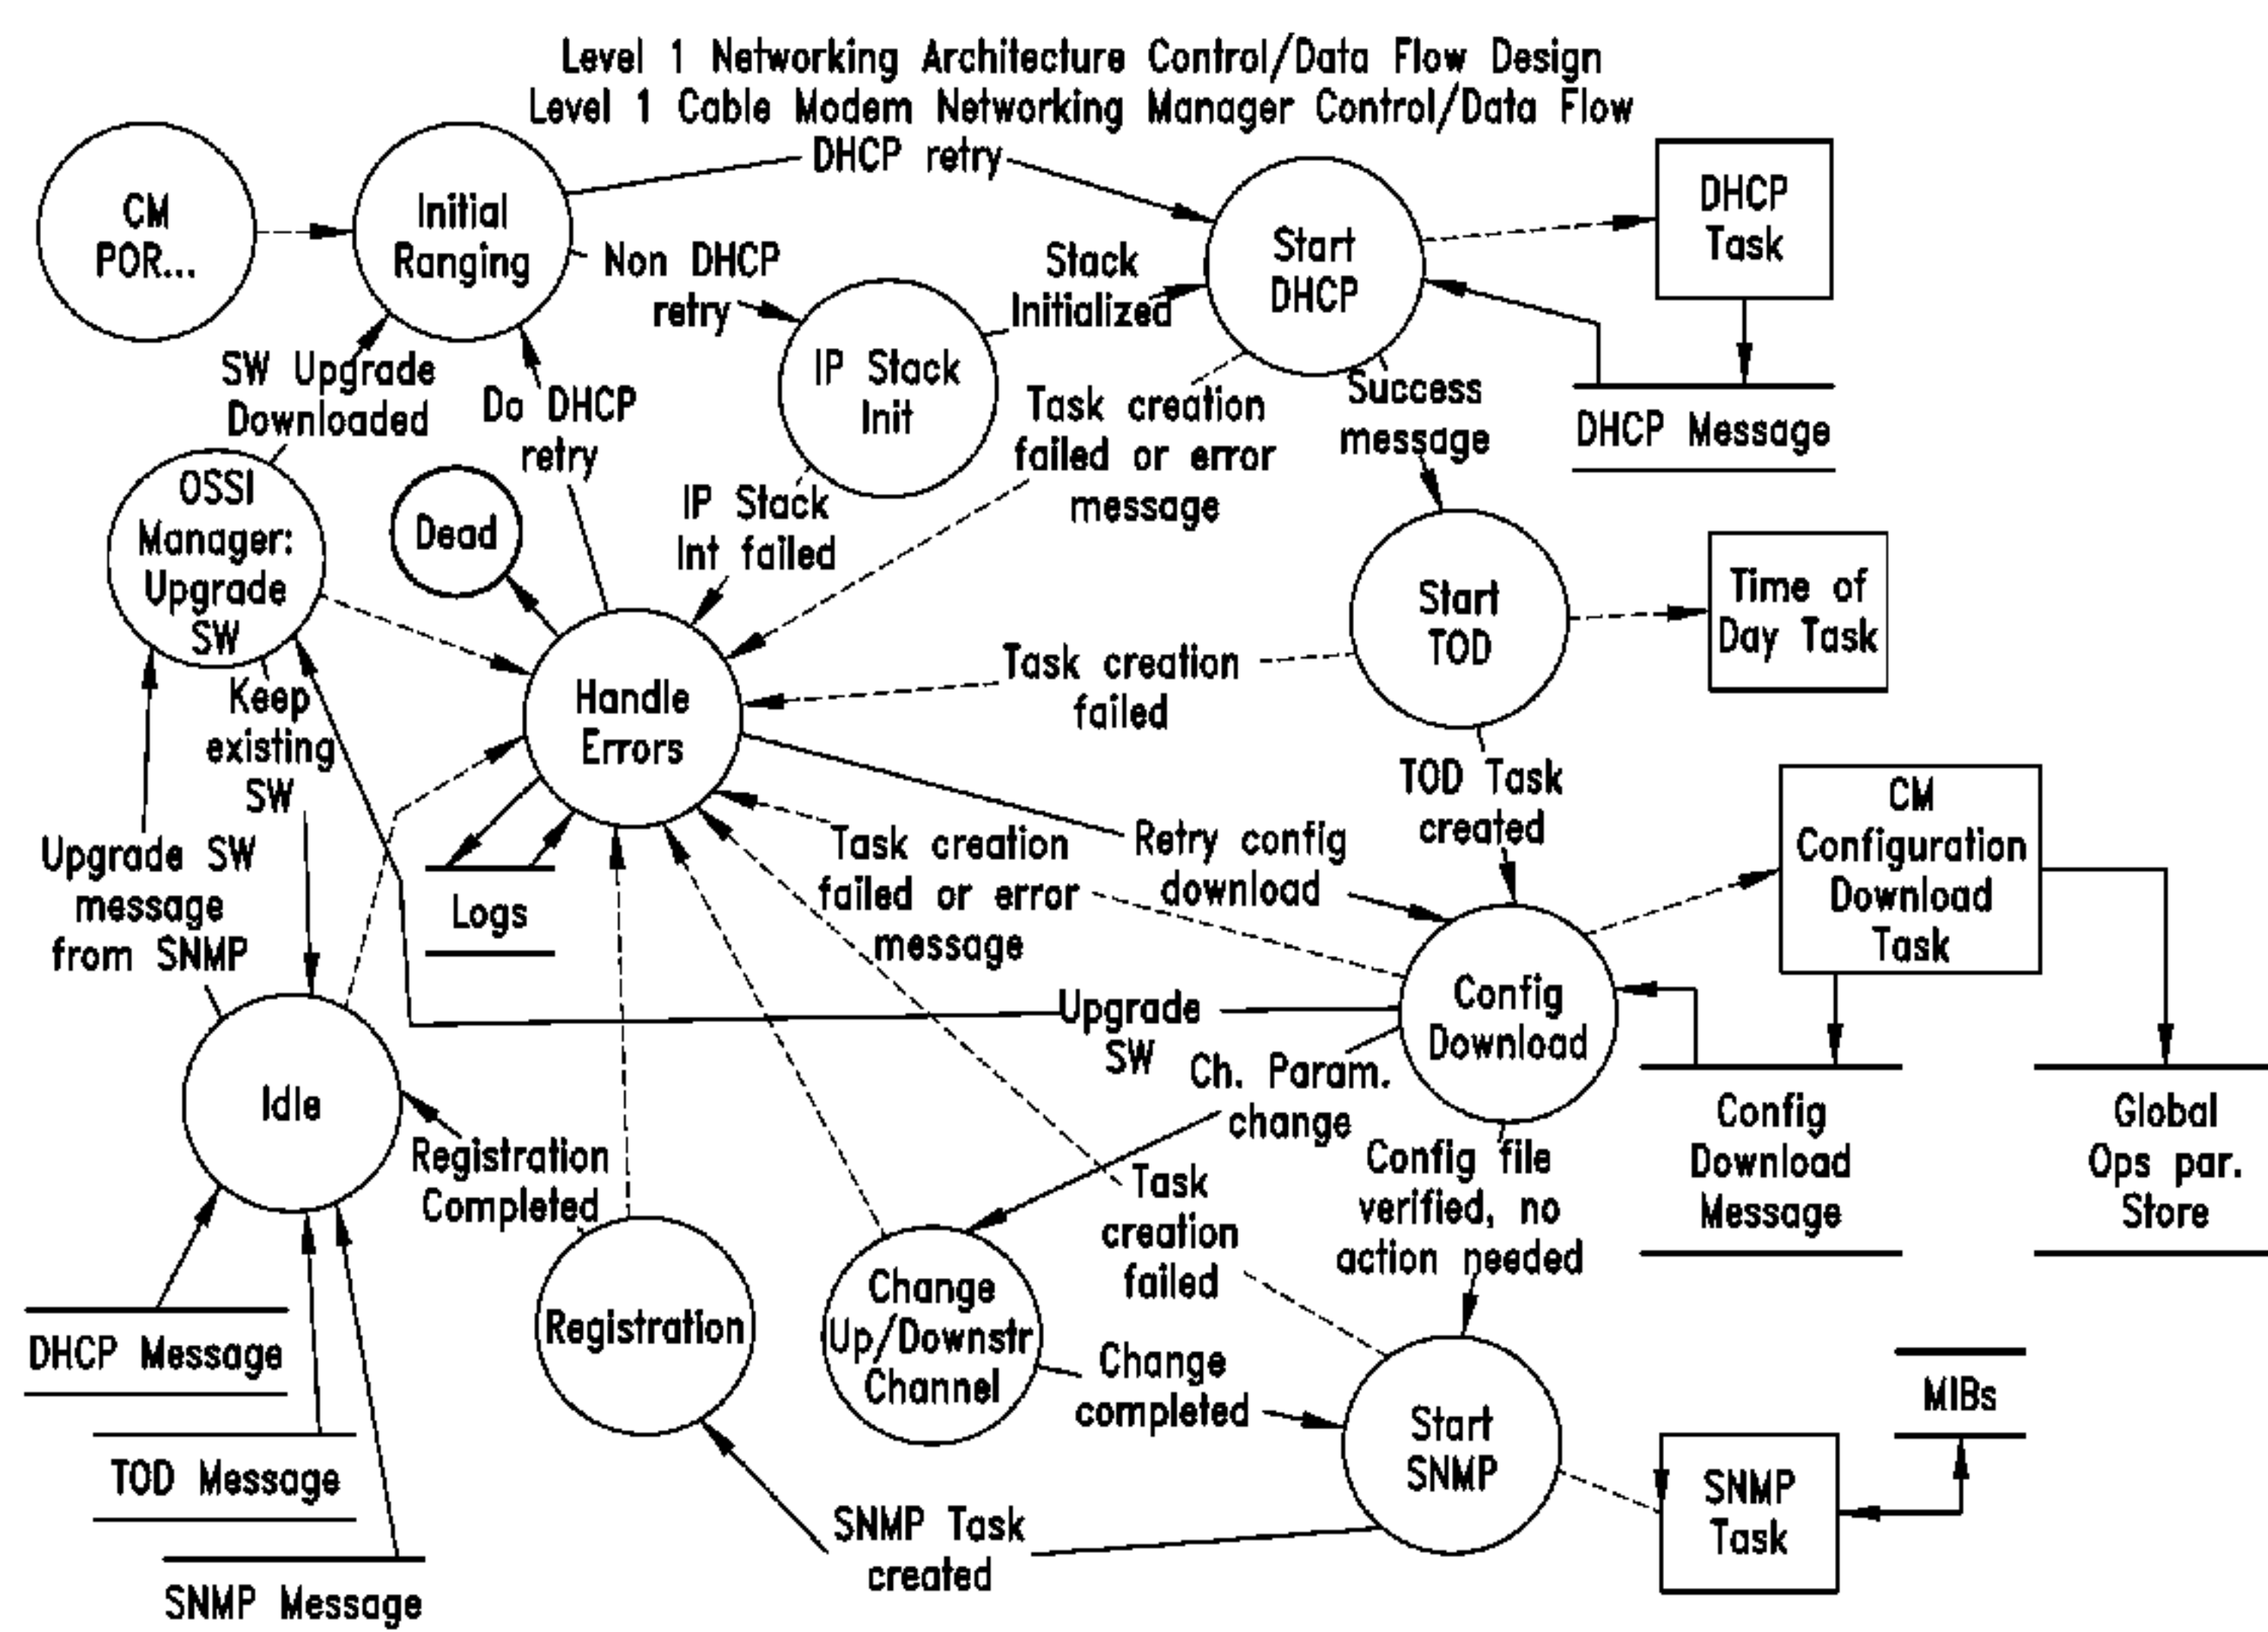 Level 1 Networking Architecture Control/Data Flow Design
Level 1 Cable Modem Networking Manager Control/Data Flow
DHCP retry
CM
POR...
Initial
Ranging
Start
DHCP
DHCP
Task
Non DHCP
retry
Stack
Initialized
IP Stack
Init
SW Upgrade
Downloaded
Do DHCP
retry
Task creation
failed or error
message
Success
message
DHCP Message
OSSI
Manager:
Upgrade
SW
Dead
IP Stack
Int failed
Start
TOD
Time of
Day Task
Task creation
failed
Keep
existing
SW
Handle
Errors
TOD Task
created
CM
Configuration
Download
Task
Upgrade SW
message
from SNMP
Logs
Task creation
failed or error
message
Retry config
download
Config
Download
Upgrade
SW
Ch. Param.
change
Idle
Config
Download
Message
Global
Ops par.
Store
Registration
Completed
Task
creation
failed
Config file
verified, no
action needed
DHCP Message
Registration
Change
Up/Downstr
Channel
Change
completed
Start
SNMP
MIBs
TOD Message
SNMP
Task
SNMP Task
created
SNMP Message